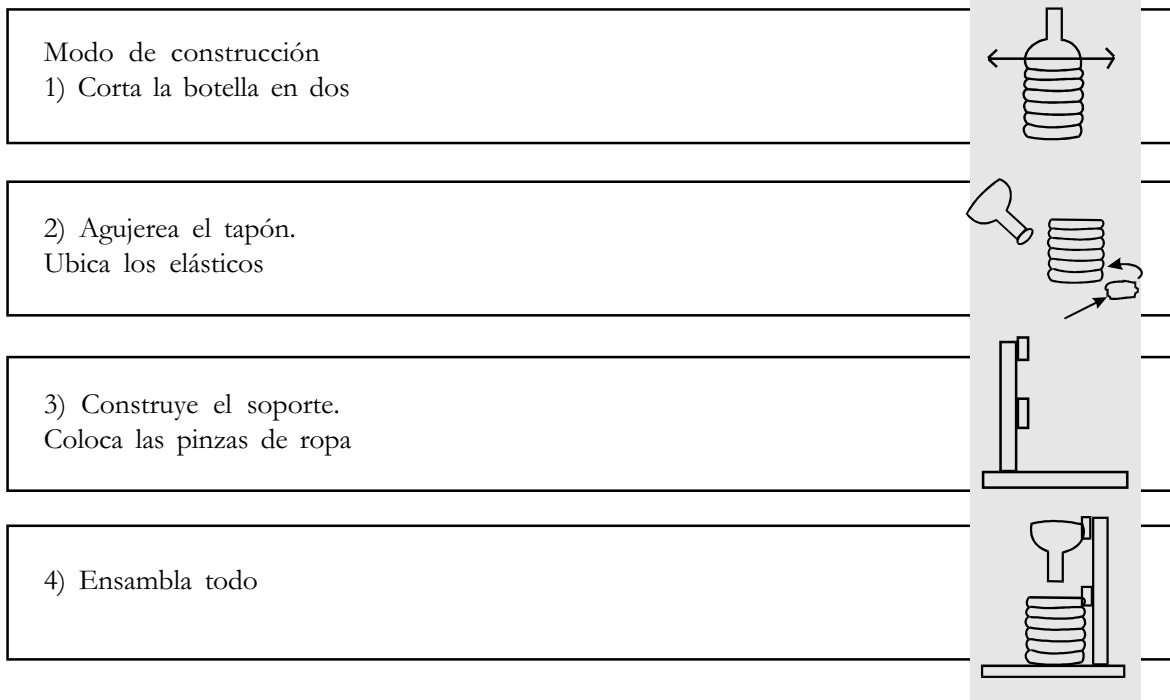 Modo de construcción
1) Corta la botella en dos
2) Agujerea el tapón.
Ubica los elásticos
3) Construye el soporte.
Coloca las pinzas de ropa
4) Ensambla todo